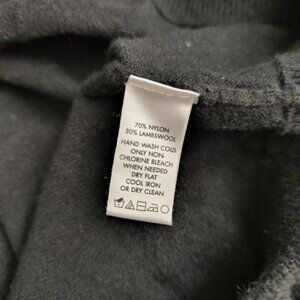 70% NYLON
30% LAMBSWOOL
HAND WASH COLD
ONLY NON-
CHLORINE BLEACH
WHEN NEEDED
DRY FLAT
COOL IRON
OR DRY CLEAN